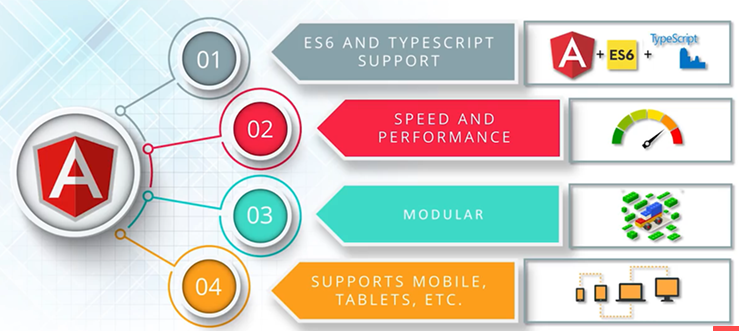 01
ES6 AND TYPESCRIPT
SUPPORT
A + ES6 + TypeScript
A
02
SPEED AND
PERFORMANCE
03
MODULAR
04
SUPPORTS MOBILE,
TABLETS, ETC.